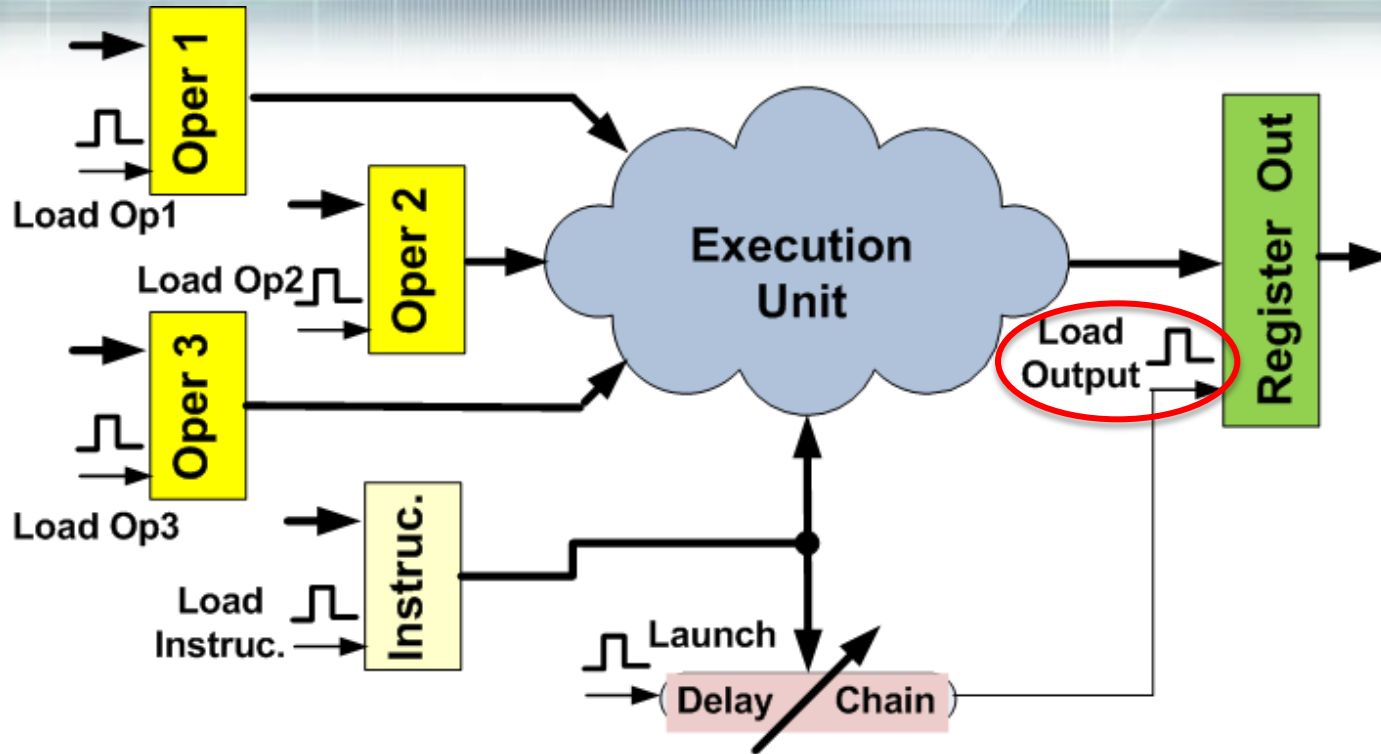 Oper 1
Load Op1
Oper 2
Load Op2
Oper 3
Load Op3
Instruc.
Load
Instruc.
Execution
Unit
Launch
Delay Chain
Load
Output
Register Out